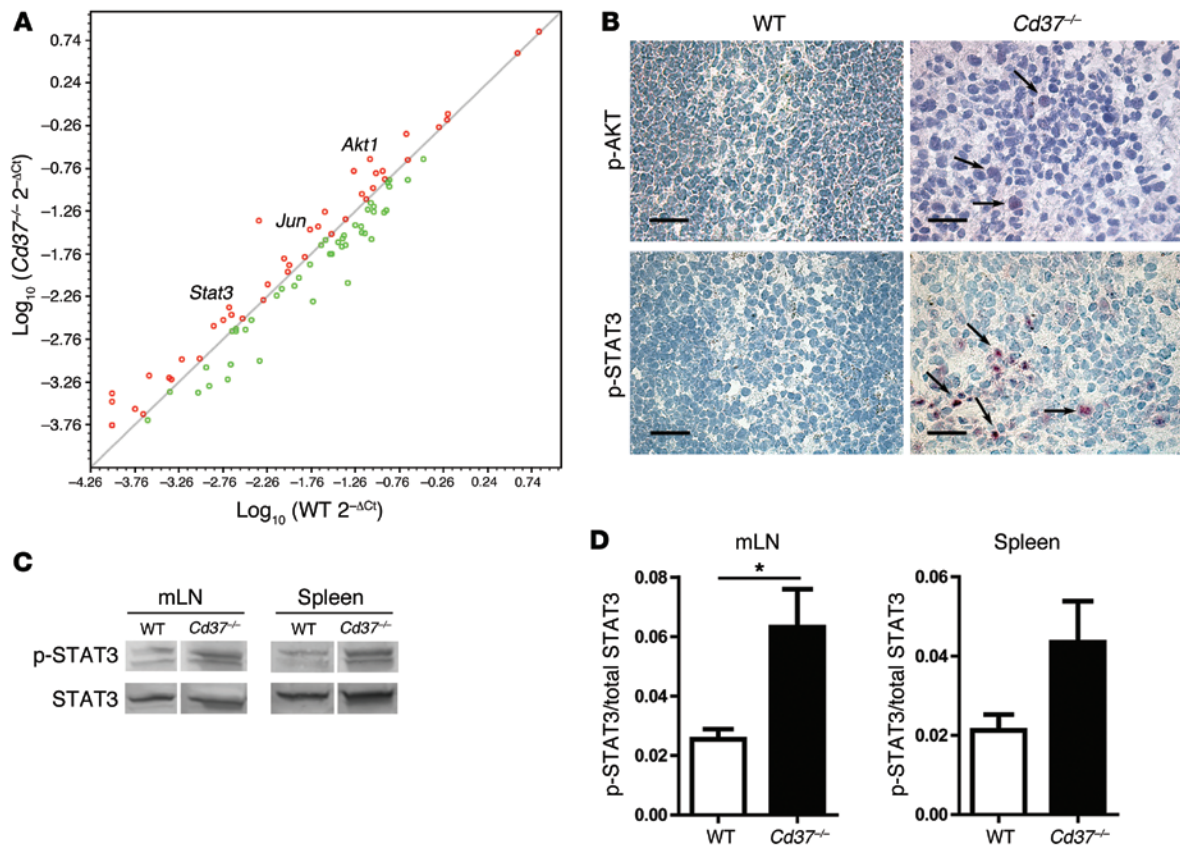 A
Log₁₀ (Cd37⁻/⁻ 2⁻ΔCt)
0.74
0.24
−0.26
−0.76
−1.26
−1.76
−2.26
−2.76
−3.26
−3.76
Akt1
Jun
Stat3
−4.26 −3.76 −3.26 −2.76 −2.26 −1.76 −1.26 −0.76 −0.26 0.24 0.74
Log₁₀ (WT 2⁻ΔCt)
B
WT Cd37⁻/⁻
p-AKT
p-STAT3
C
mLN Spleen
WT Cd37⁻/⁻ WT Cd37⁻/⁻
p-STAT3
STAT3
D
mLN
p-STAT3/total STAT3
0.08
0.06
0.04
0.02
0.00
*
WT Cd37⁻/⁻
Spleen
p-STAT3/total STAT3
0.06
0.04
0.02
0.00
WT Cd37⁻/⁻